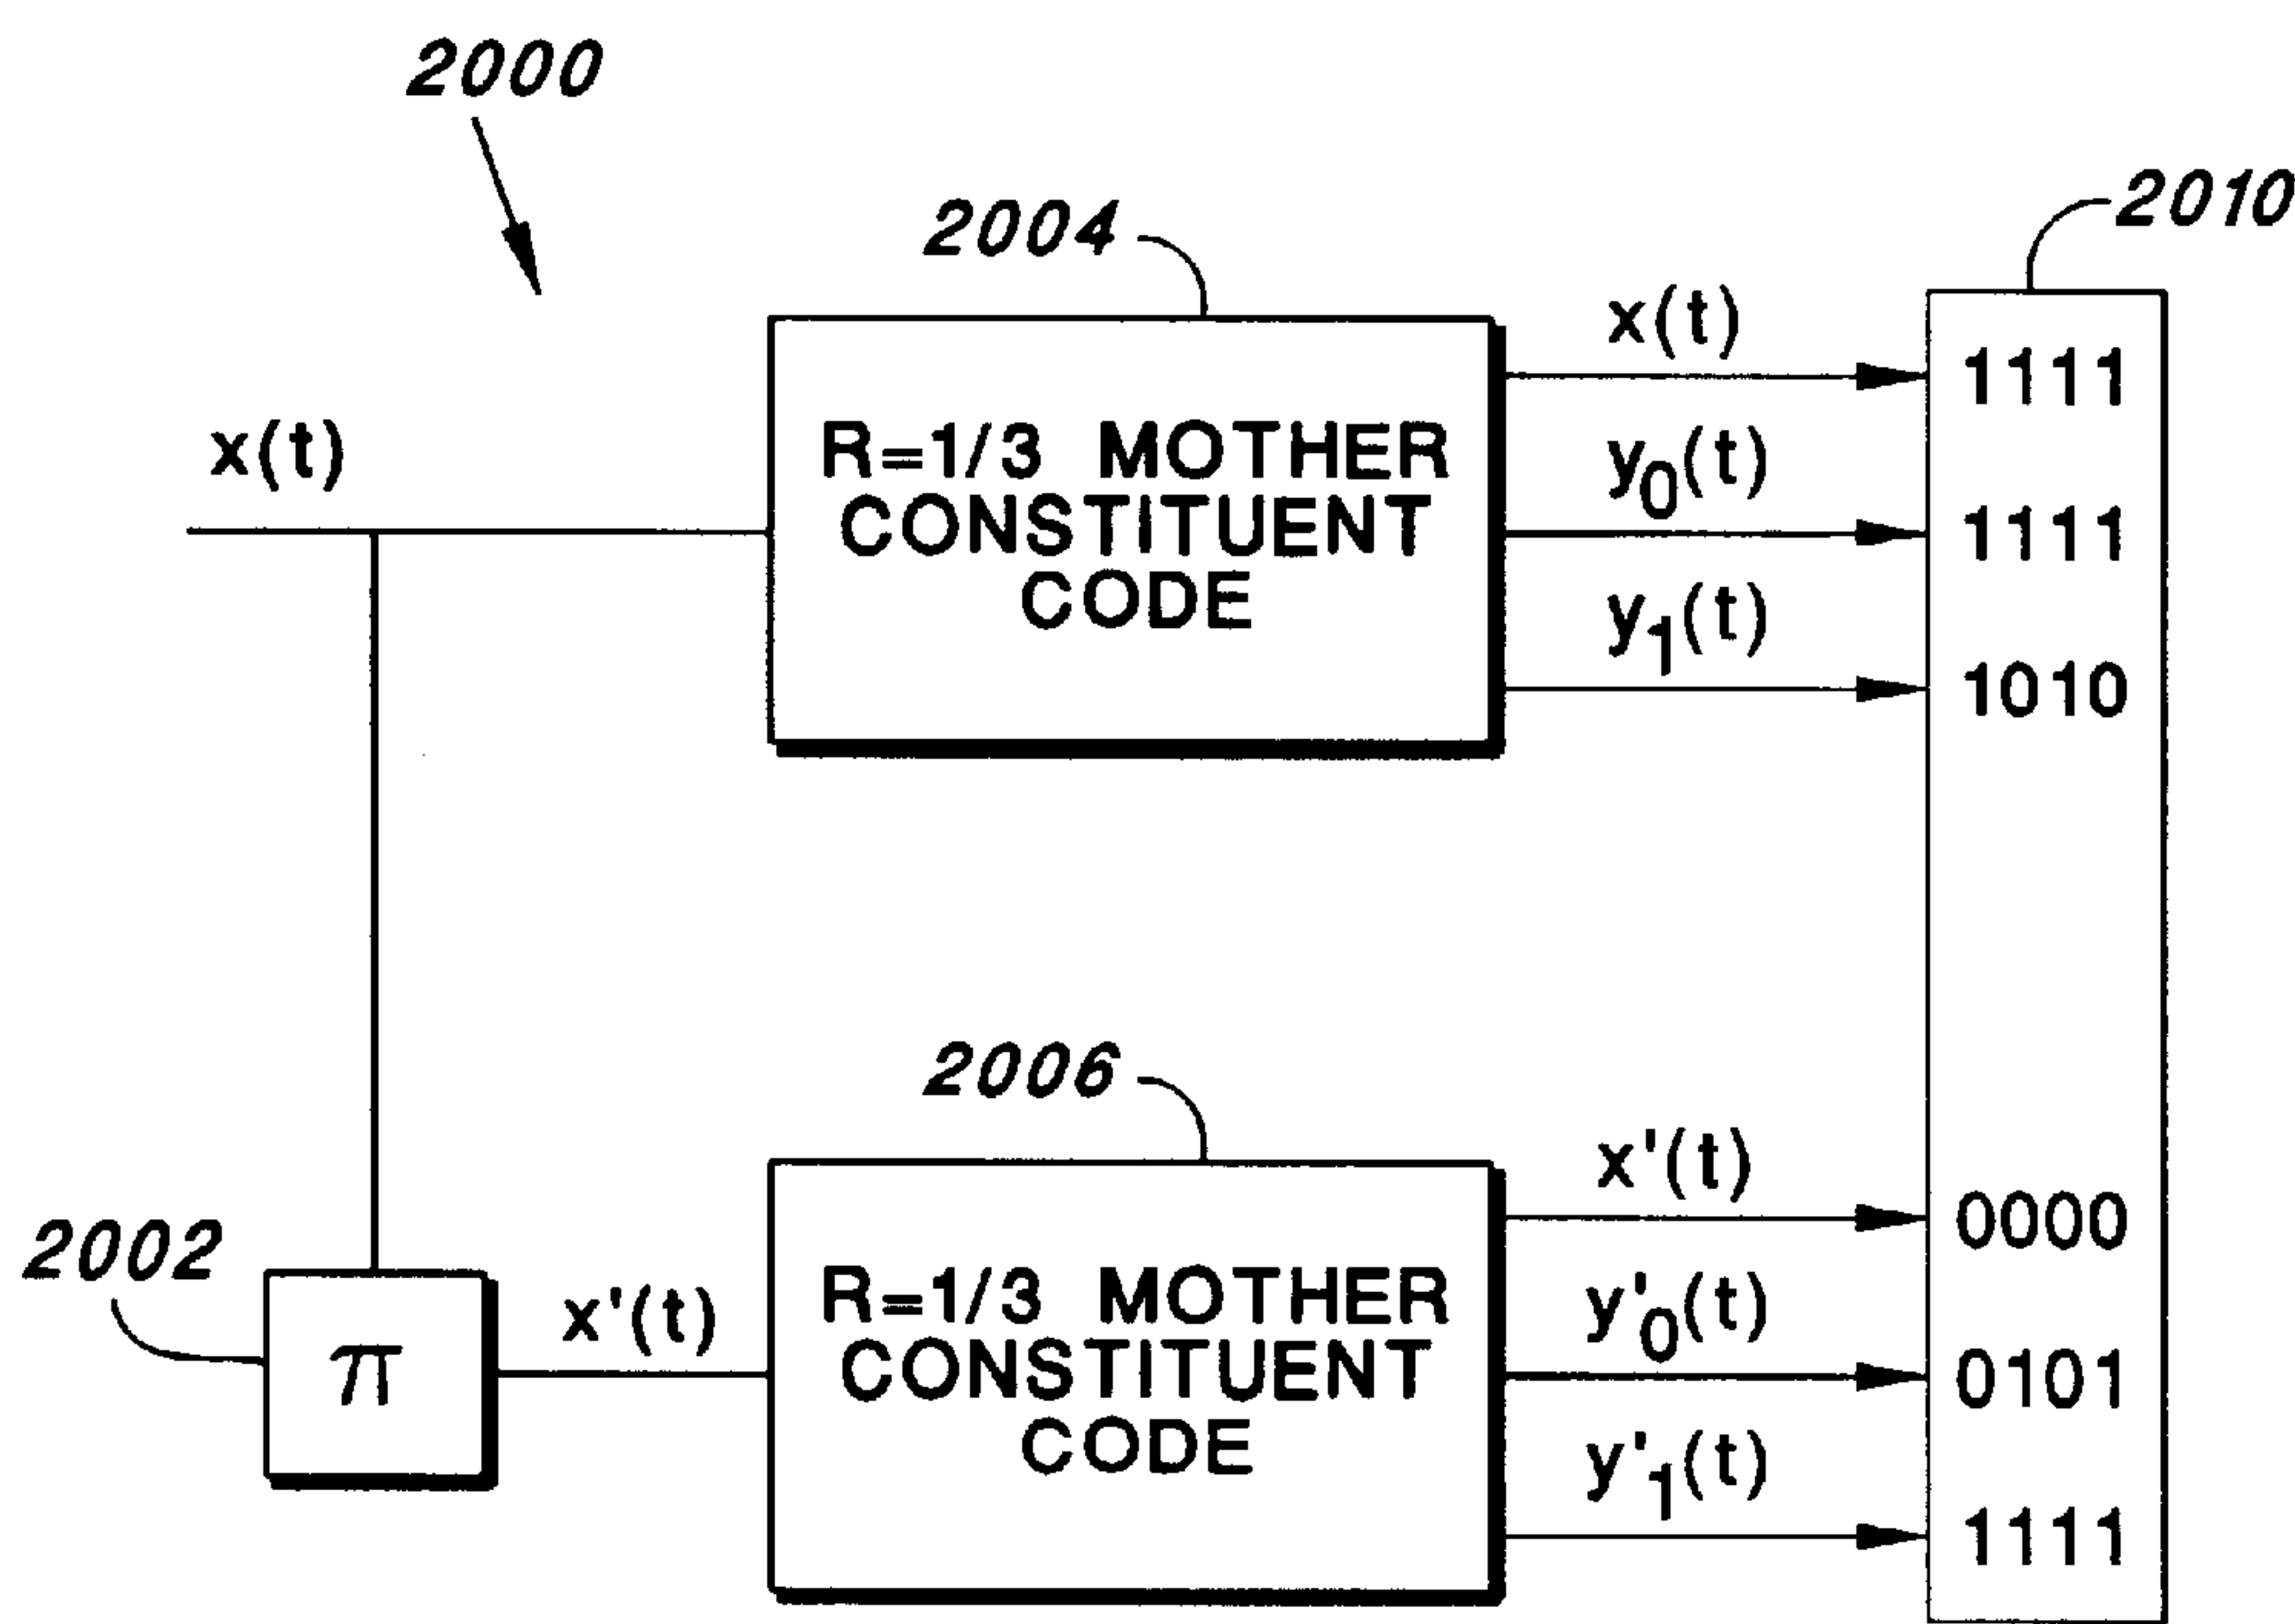 2000
2004
2010
x(t)
R=1/3 MOTHER
CONSTITUENT
CODE
x(t)
y0(t)
y1(t)
1111
1111
1010
2002
π
x'(t)
2006
R=1/3 MOTHER
CONSTITUENT
CODE
x'(t)
y'0(t)
y'1(t)
0000
0101
1111